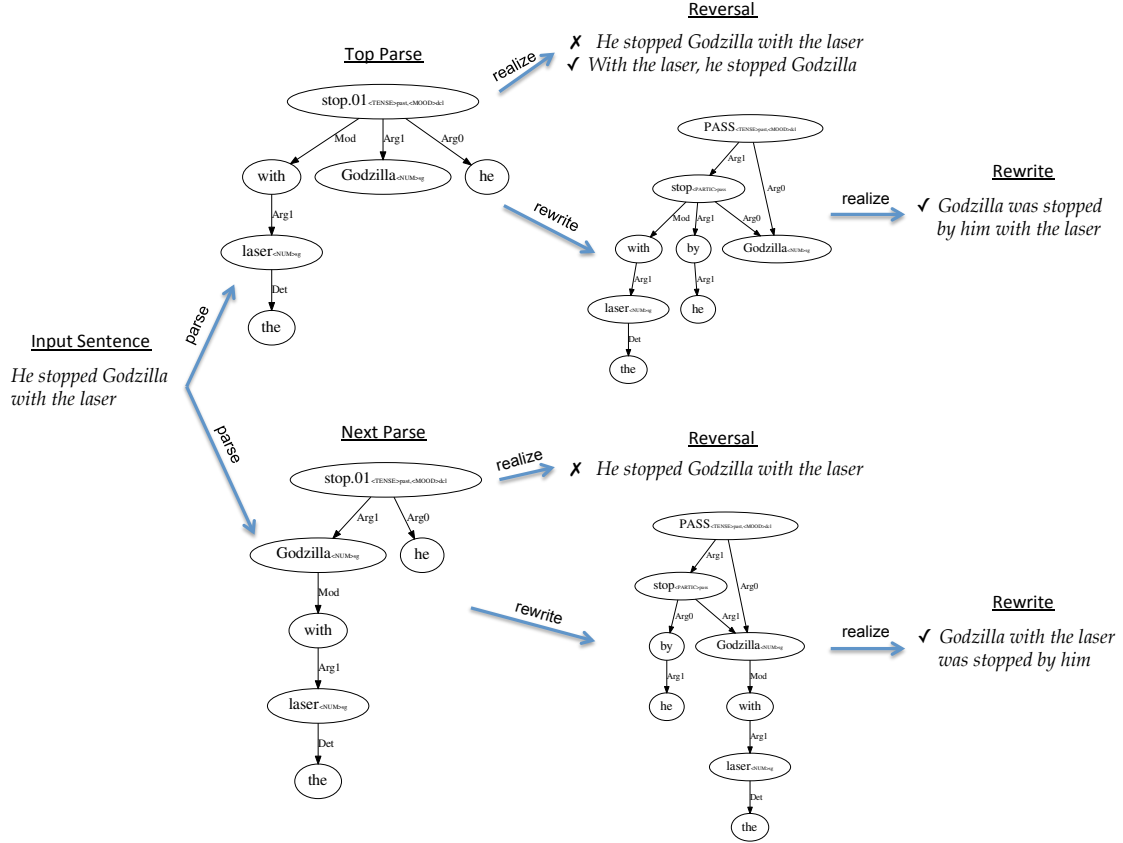 Reversal
✗ He stopped Godzilla with the laser
✓ With the laser, he stopped Godzilla
Top Parse
realize
stop.01<TENSE>past,<MOOD>dcl
Mod
Arg1
Arg0
with
Godzilla<NUM>sg
he
Arg1
laser<NUM>sg
Det
the
rewrite
PASS<TENSE>past,<MOOD>dcl
Arg1
Arg0
stop<PARTIC>pass
Mod
Arg1
Arg0
with
by
Godzilla<NUM>sg
Arg1
Arg1
laser<NUM>sg
he
Det
the
realize
Rewrite
✓ Godzilla was stopped
by him with the laser
parse
Input Sentence
He stopped Godzilla
with the laser
parse
Next Parse
realize
Reversal
✗ He stopped Godzilla with the laser
stop.01<TENSE>past,<MOOD>dcl
Arg1
Arg0
Godzilla<NUM>sg
he
Mod
with
Arg1
laser<NUM>sg
Det
the
rewrite
PASS<TENSE>past,<MOOD>dcl
Arg1
Arg0
stop<PARTIC>pass
Arg0
Arg1
by
Godzilla<NUM>sg
Arg1
Mod
he
with
Arg1
laser<NUM>sg
Det
the
realize
Rewrite
✓ Godzilla with the laser
was stopped by him